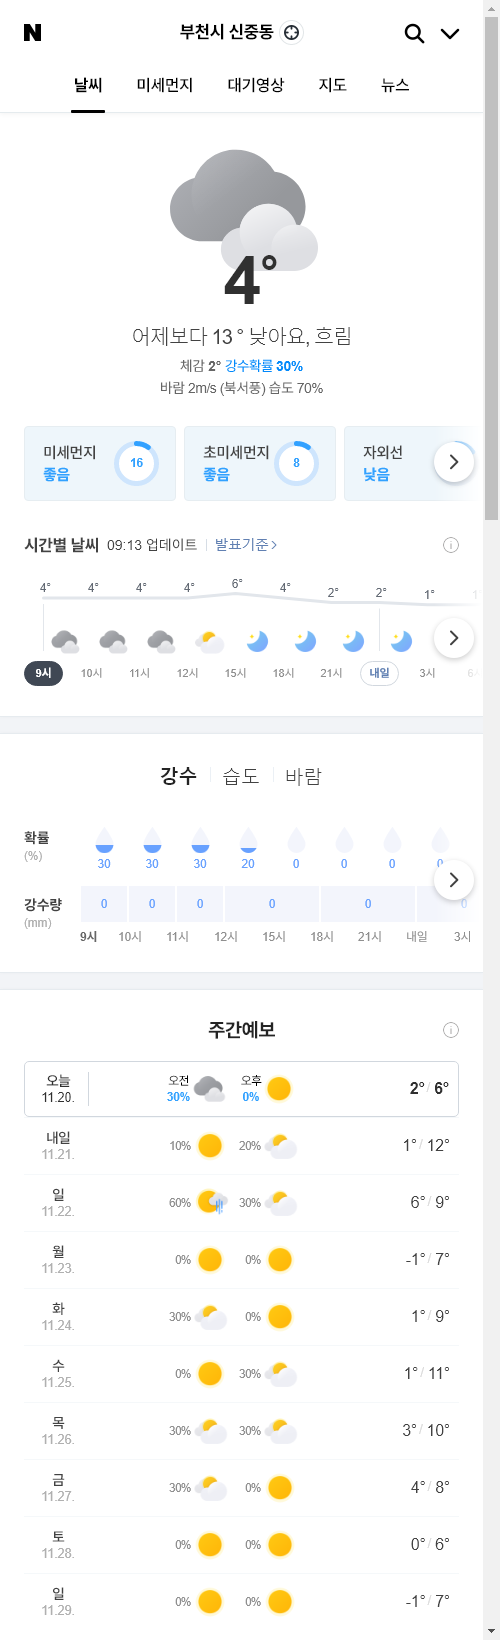 N
부천시 신중동
날씨 미세먼지 대기영상 지도 뉴스
4°
어제보다 13 ° 낮아요, 흐림
체감 2° 강수확률 30%
바람 2m/s (북서풍) 습도 70%
미세먼지 16 초미세먼지 8 자외선
좋음 좋음 낮음
시간별 날씨 09:13 업데이트 발표기준
4° 4° 4° 4° 6° 4° 2° 2° 1°
9시 10시 11시 12시 15시 18시 21시 내일 3시
강수 습도 바람
확률
(%)
30 30 30 20 0 0 0 0
강수량
(mm)
0 0 0 0 0 0
9시 10시 11시 12시 15시 18시 21시 내일 3시
주간예보
오늘 오전 오후
11.20. 30% 0% 2° / 6°
내일
11.21. 10% 20% 1° / 12°
일
11.22. 60% 30% 6° / 9°
월
11.23. 0% 0% -1° / 7°
화
11.24. 30% 0% 1° / 9°
수
11.25. 0% 30% 1° / 11°
목
11.26. 30% 30% 3° / 10°
금
11.27. 30% 0% 4° / 8°
토
11.28. 0% 0% 0° / 6°
일
11.29. 0% 0% -1° / 7°